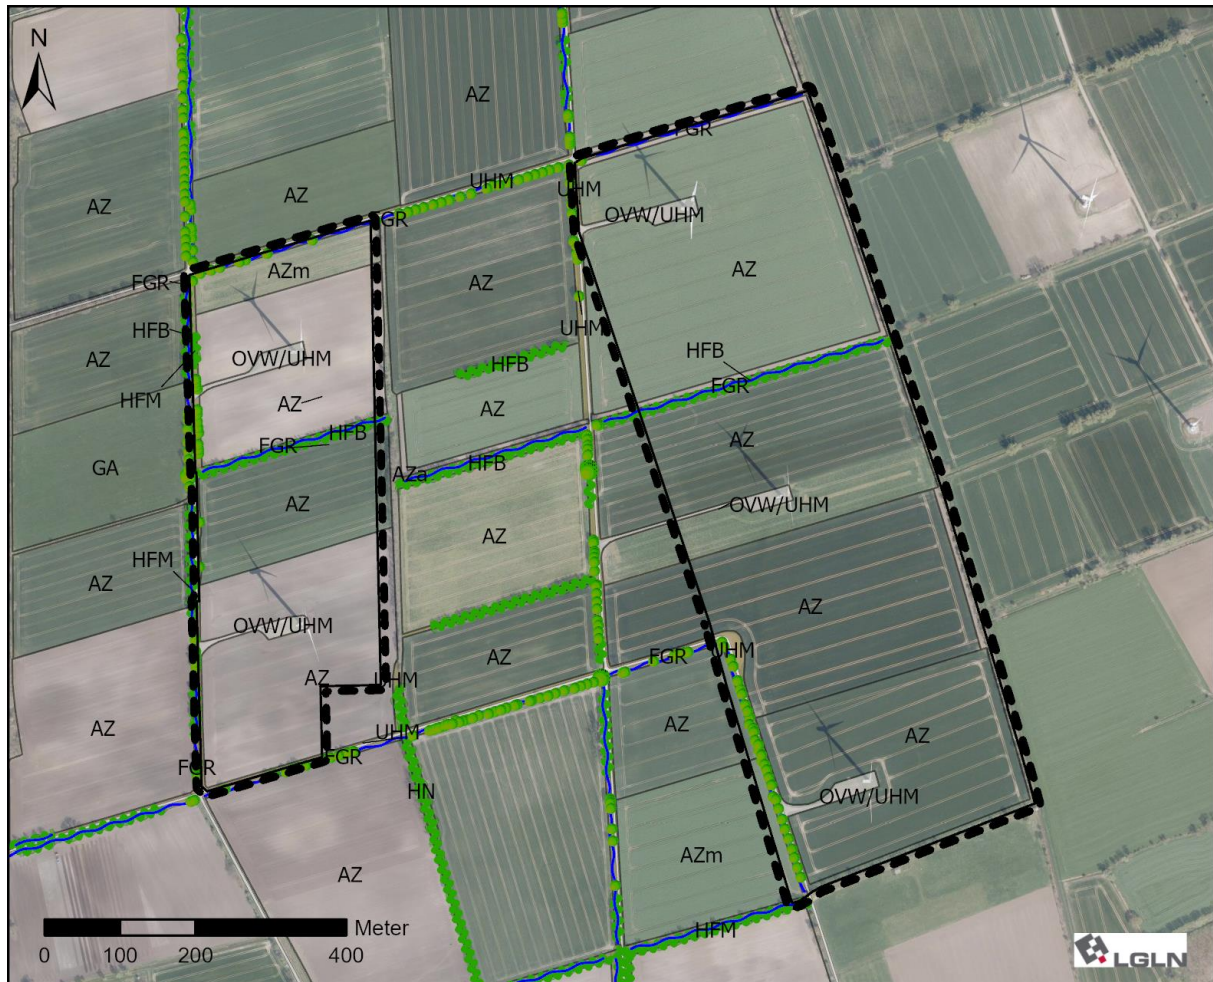 N
AZ
FGR
AZ
UHM
UHM
AZ
AZ
OVW/UHM
GR
AZ
AZm
FGR
AZ
HFB
UHM
HFB
AZ
OVW/UHM
HFB
FGR
HFM
AZ
AZ
HFB
FGR
AZ
GA
HFB
AZa
AZ
OVW/UHM
AZ
HFM
AZ
AZ
OVW/UHM
UHM
FGR
AZ
AZ
UHM
AZ
AZ
UHM
AZ
FGR
FGR
HN
OVW/UHM
AZm
AZ
HFM
Meter
0 100 200 400
LGLN